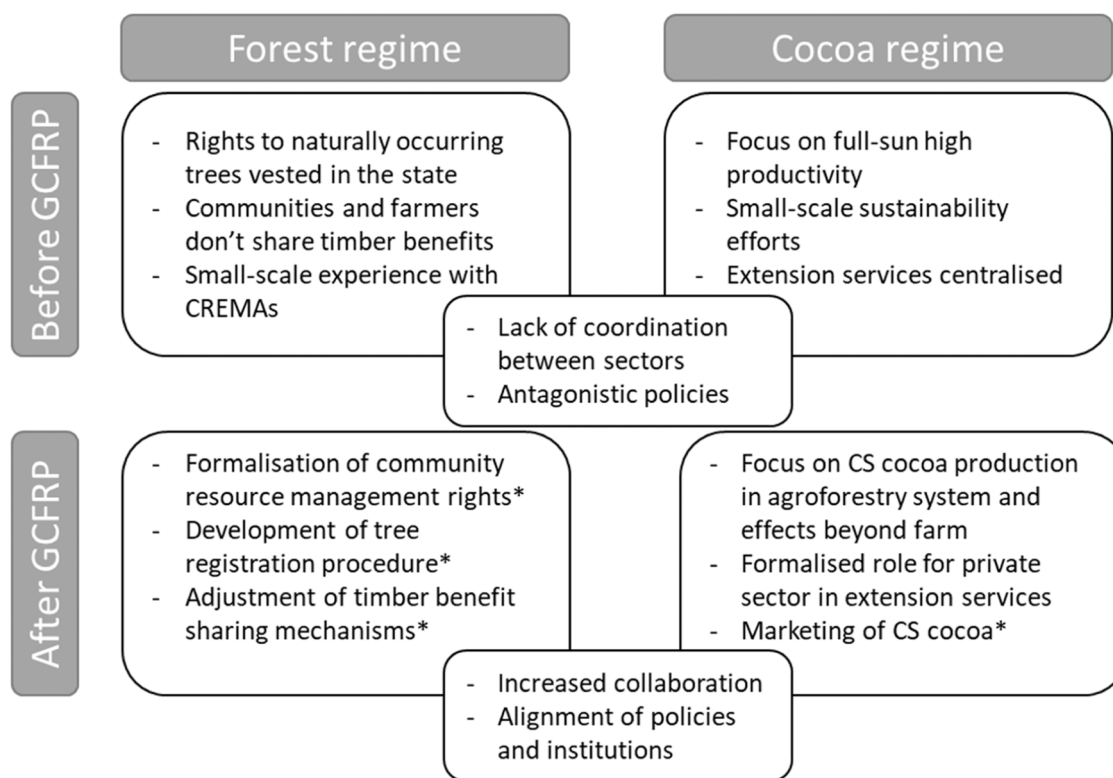 Forest regime
Cocoa regime
Before GCFRP
- Rights to naturally occurring
trees vested in the state
- Communities and farmers
don't share timber benefits
- Small-scale experience with
CREMAs
- Focus on full-sun high
productivity
- Small-scale sustainability
efforts
- Extension services centralised
- Lack of coordination
between sectors
- Antagonistic policies
After GCFRP
- Formalisation of community
resource management rights*
- Development of tree
registration procedure*
- Adjustment of timber benefit
sharing mechanisms*
- Focus on CS cocoa production
in agroforestry system and
effects beyond farm
- Formalised role for private
sector in extension services
- Marketing of CS cocoa*
- Increased collaboration
- Alignment of policies
and institutions